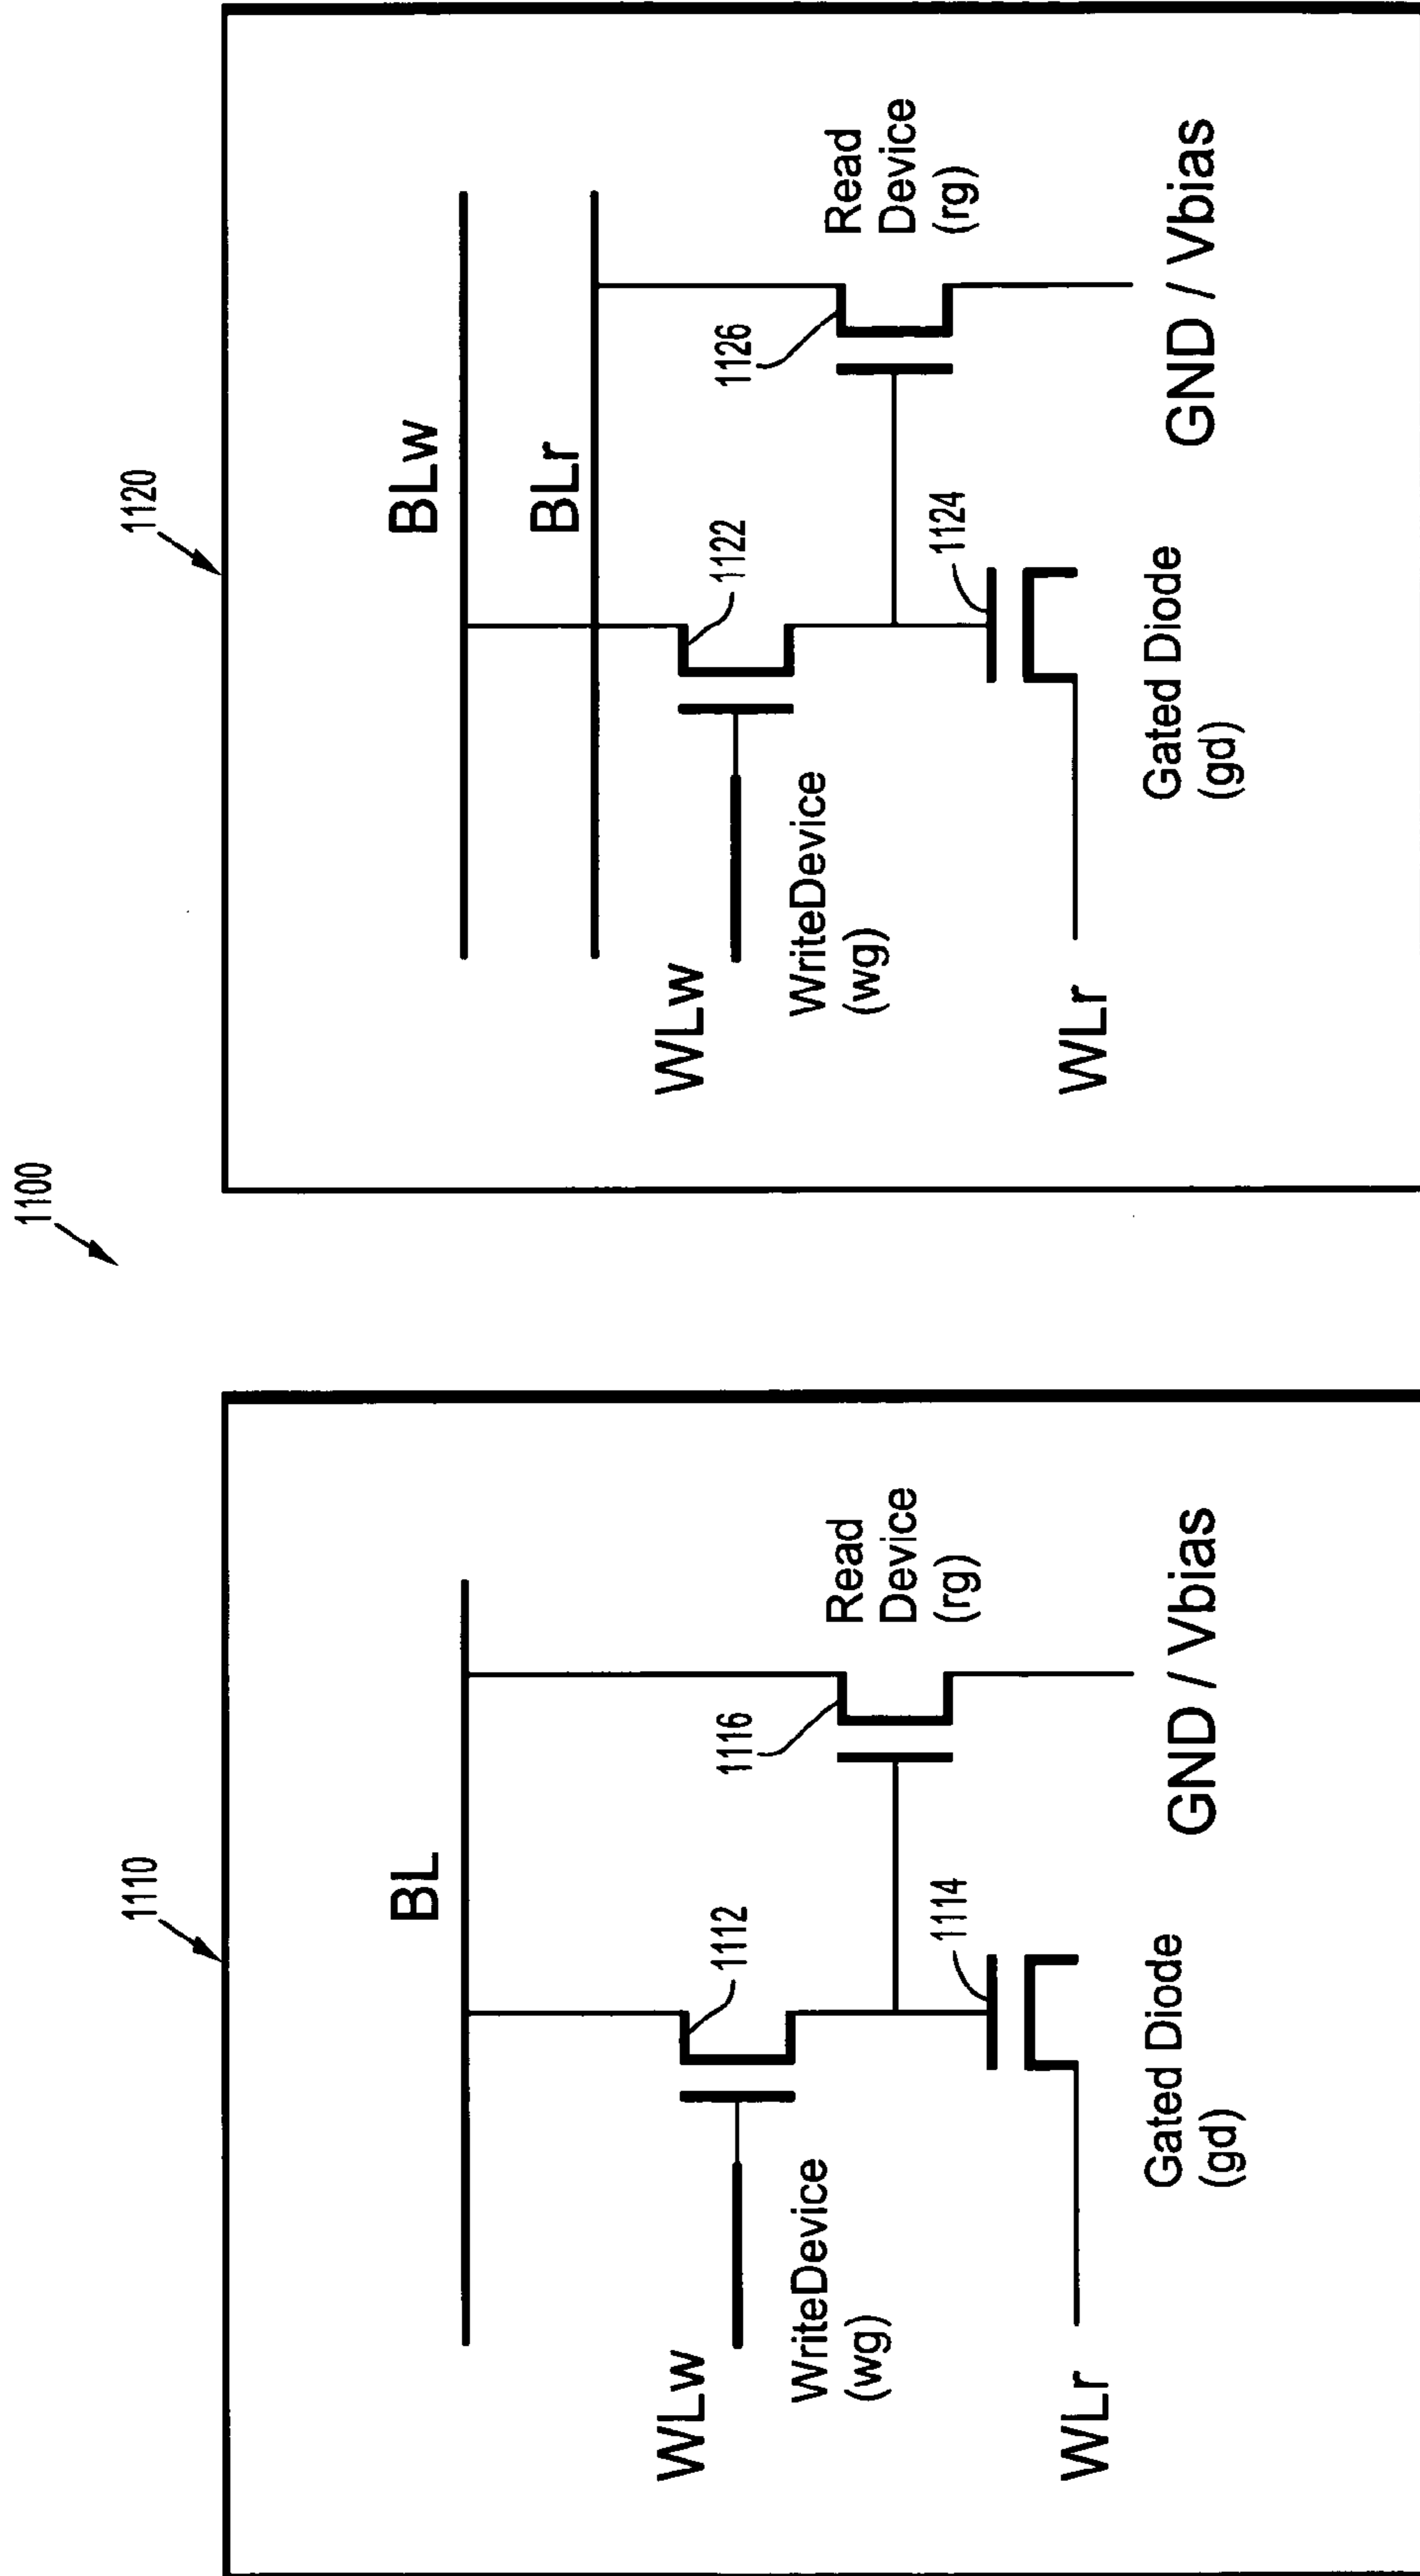 1100
1110
BL
1112
WLw
WriteDevice
(wg)
1116
Read
Device
(rg)
1114
WLr
Gated Diode
(gd)
GND / Vbias
1120
BLw
BLr
1122
WLw
WriteDevice
(wg)
1126
Read
Device
(rg)
1124
WLr
Gated Diode
(gd)
GND / Vbias